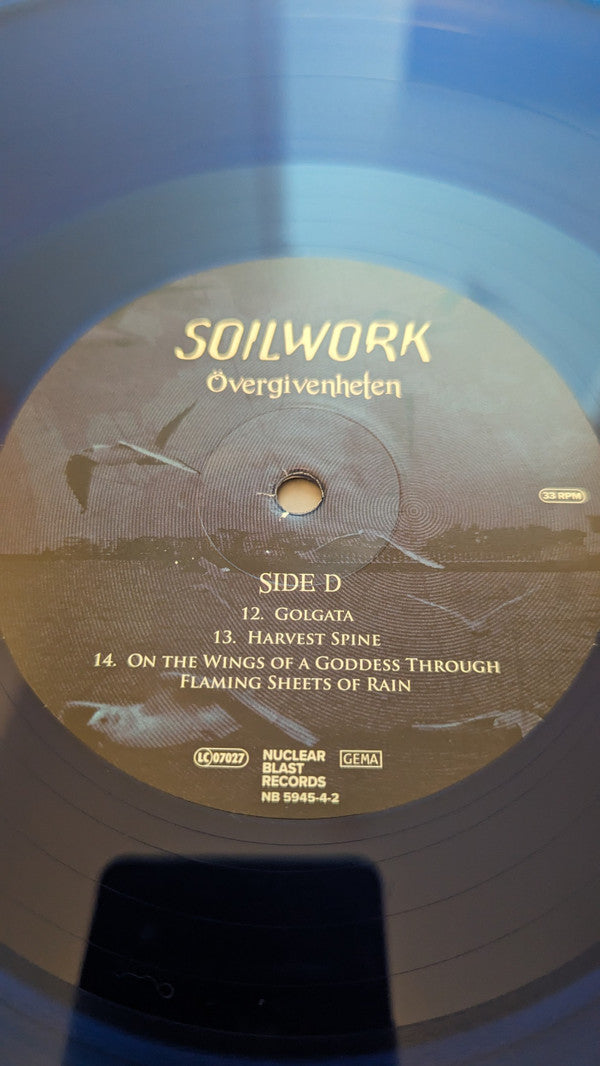 SOILWORK
Övergivenheten
33 RPM
SIDE D
12. GOLGATA
13. HARVEST SPINE
14. ON THE WINGS OF A GODDESS THROUGH
FLAMING SHEETS OF RAIN
LC 07027
NUCLEAR
BLAST
RECORDS
NB 5945-4-2
GEMA